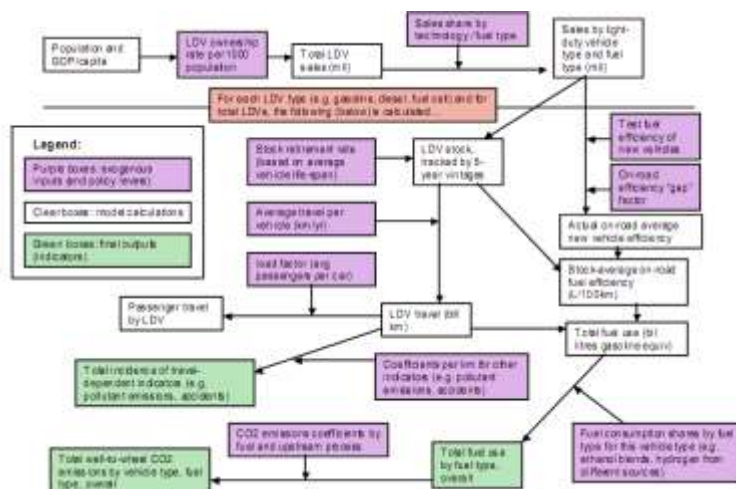 Population and
GDP/capita
LDV ownership
rate per 1000
population
Total LDV
sales (mil)
Sales share by
technology / fuel type
Sales by light-
duty vehicle
type and fuel
type (mil)
For each LDV type (e.g. gasoline, diesel, fuel cell) and for
total LDVs, the following (below) is calculated...
Legend:
Purple boxes: exogenous
inputs (and policy levers)
Clear boxes: model calculations
Green boxes: final outputs
(indicators)
Stock retirement rate
(based on average
vehicle life-span)
LDV stock,
tracked by 5-
year vintages
Test fuel
efficiency of
new vehicles
On-road
efficiency "gap"
factor
Average travel per
vehicle (km/yr)
Actual on-road average
new vehicle efficiency
load factor (avg
passengers per car)
Stock-average on-road
fuel efficiency
(L/100km)
Passenger travel
by LDV
LDV travel (bil
km)
Total fuel use (bil
litres gasoline equiv)
Total incidence of travel-
dependent indicators (e.g.
pollutant emissions, accidents)
Coefficients per km for other
indicators (e.g. pollutant
emissions, accidents)
CO2 emissions coefficients by
fuel and upstream process
Total well-to-wheel CO2
emissions by vehicle type, fuel
type, overall
Total fuel use
by fuel type,
overall
Fuel consumption shares by fuel
type for this vehicle type (e.g.
ethanol blends, hydrogen from
different sources)